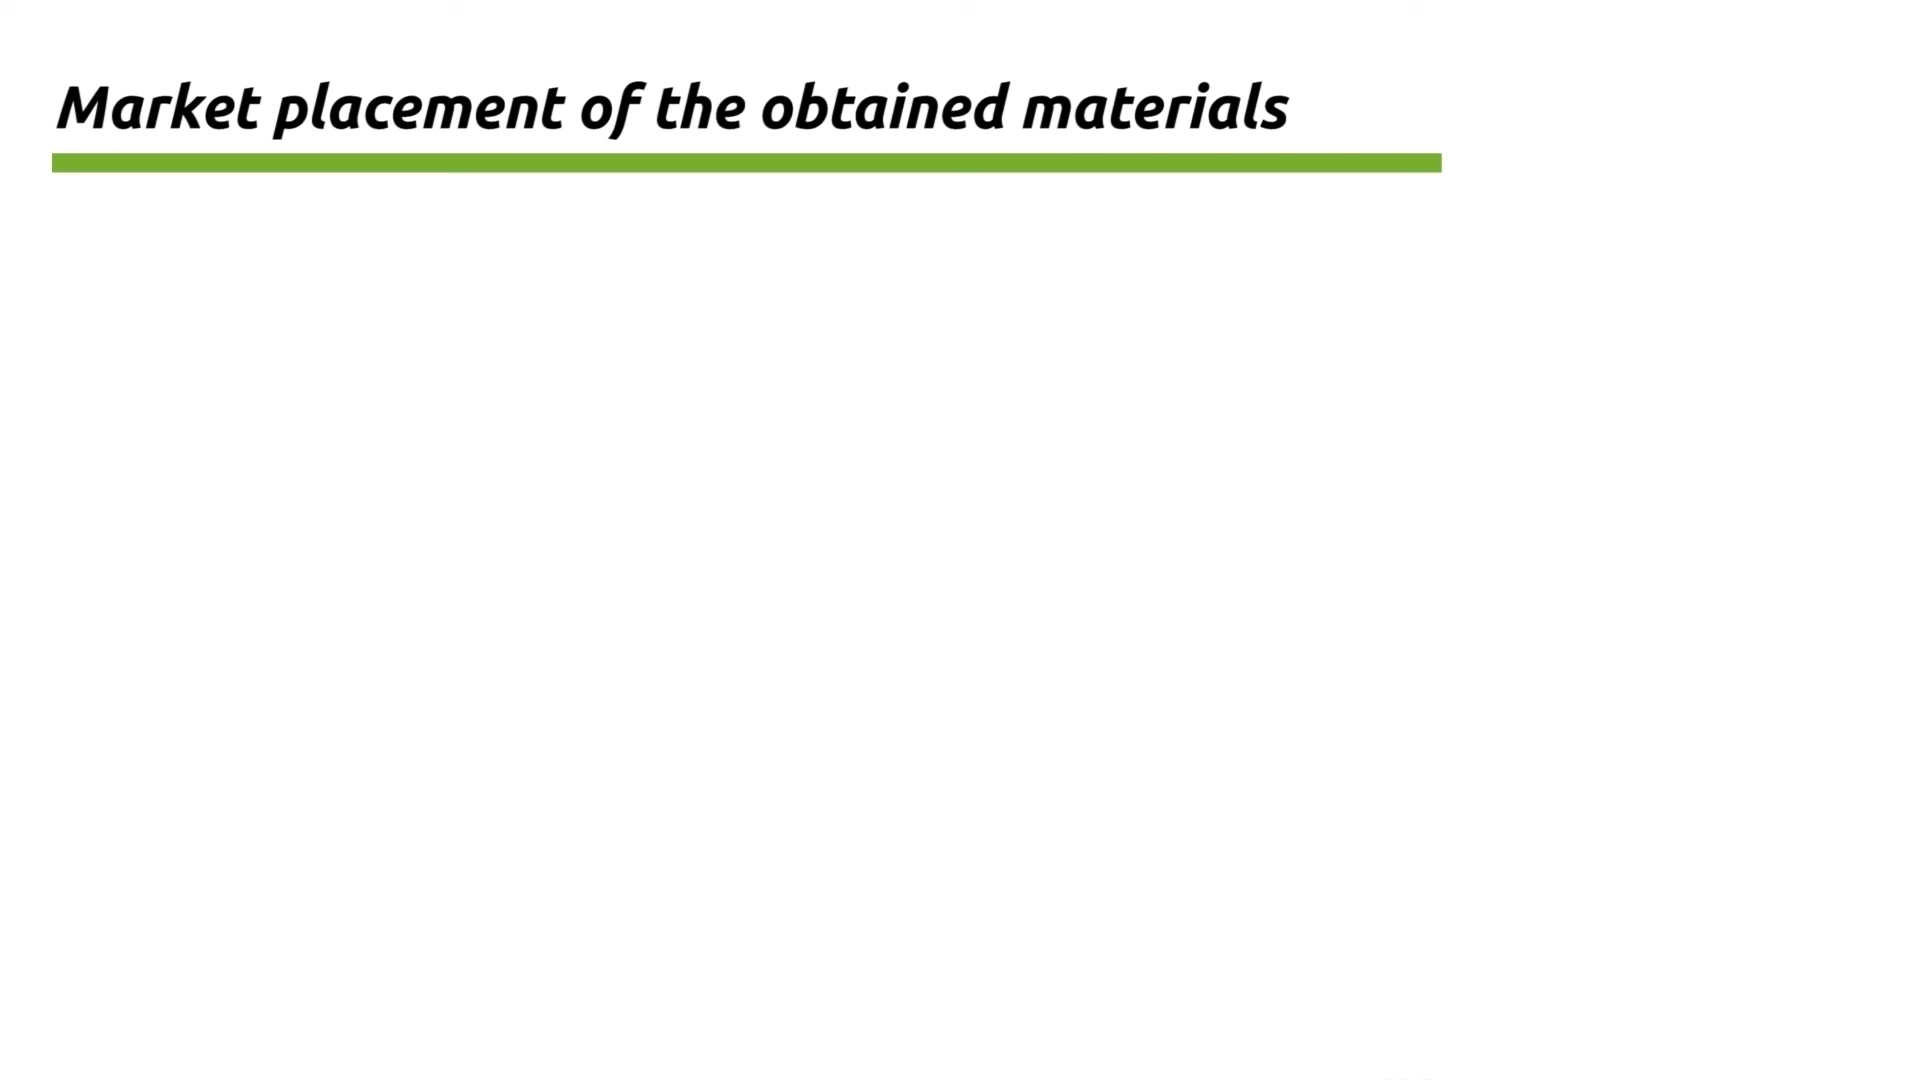 Market placement of the obtained materials